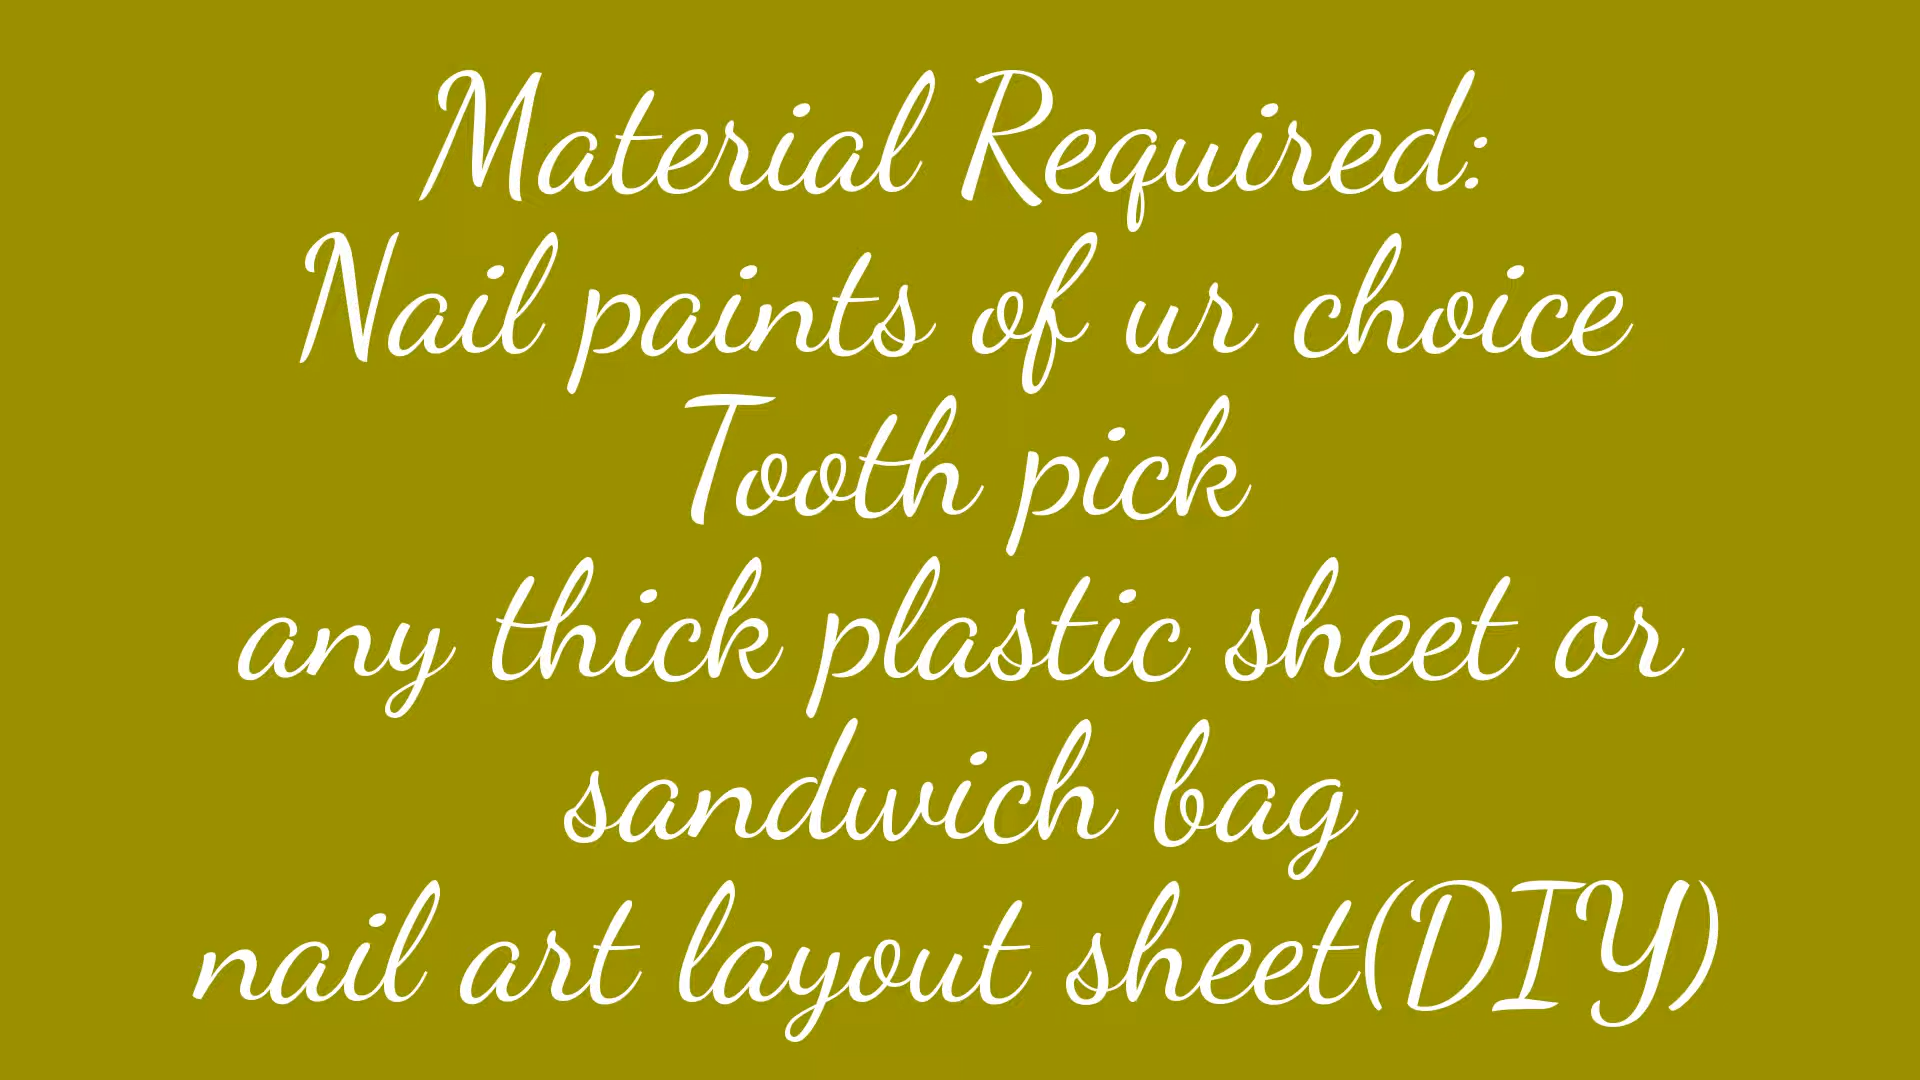 Material Required:
Nail paints of ur choice
Tooth pick
any thick plastic sheet or
sandwich bag
nail art layout sheet(DIY)